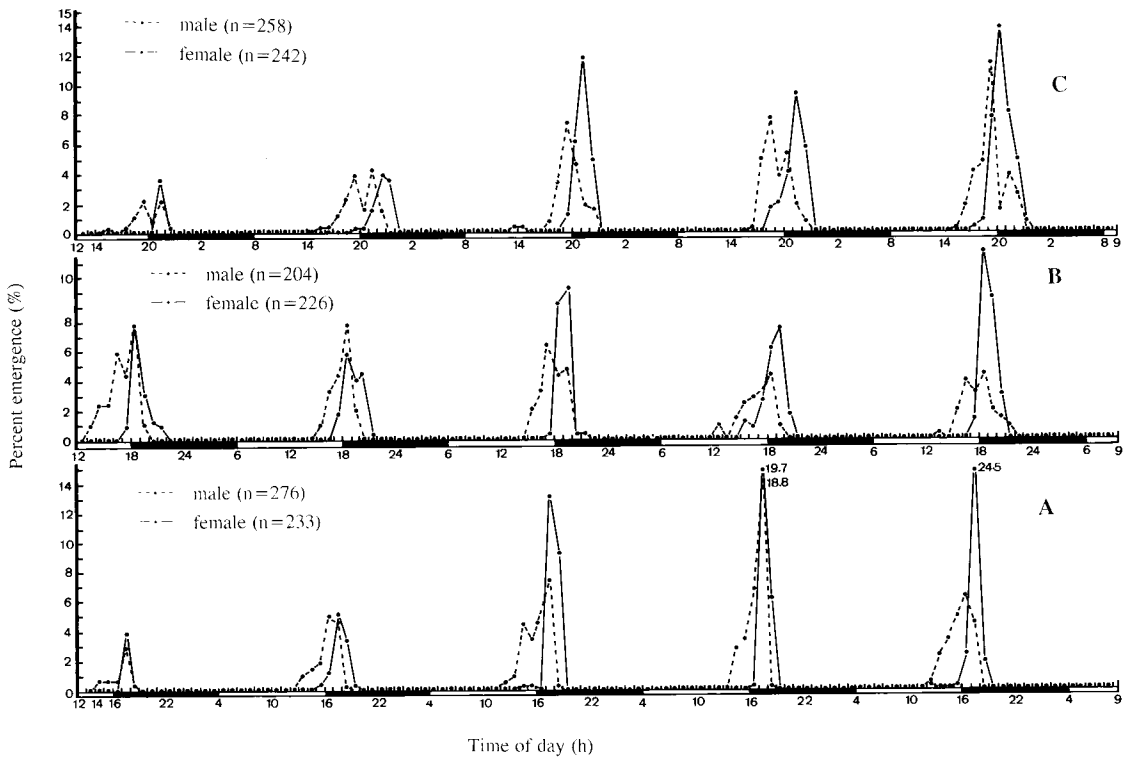 15
14
12
10
8
6
4
2
0
male (n=258)
female (n=242)
C
12 14 20 2 8 14 20 2 8 14 20 2 8 14 20 2 8 14 20 2 8 9
10
8
6
4
2
0
male (n=204)
female (n=226)
B
12 18 24 6 12 18 24 6 12 18 24 6 12 18 24 6 12 18 24 6 9
Percent emergence (%)
14
12
10
8
6
4
2
0
male (n=276)
female (n=233)
19.7
18.8
24.5
A
12 14 16 22 4 10 16 22 4 10 16 22 4 10 16 22 4 10 16 22 4 9
Time of day (h)